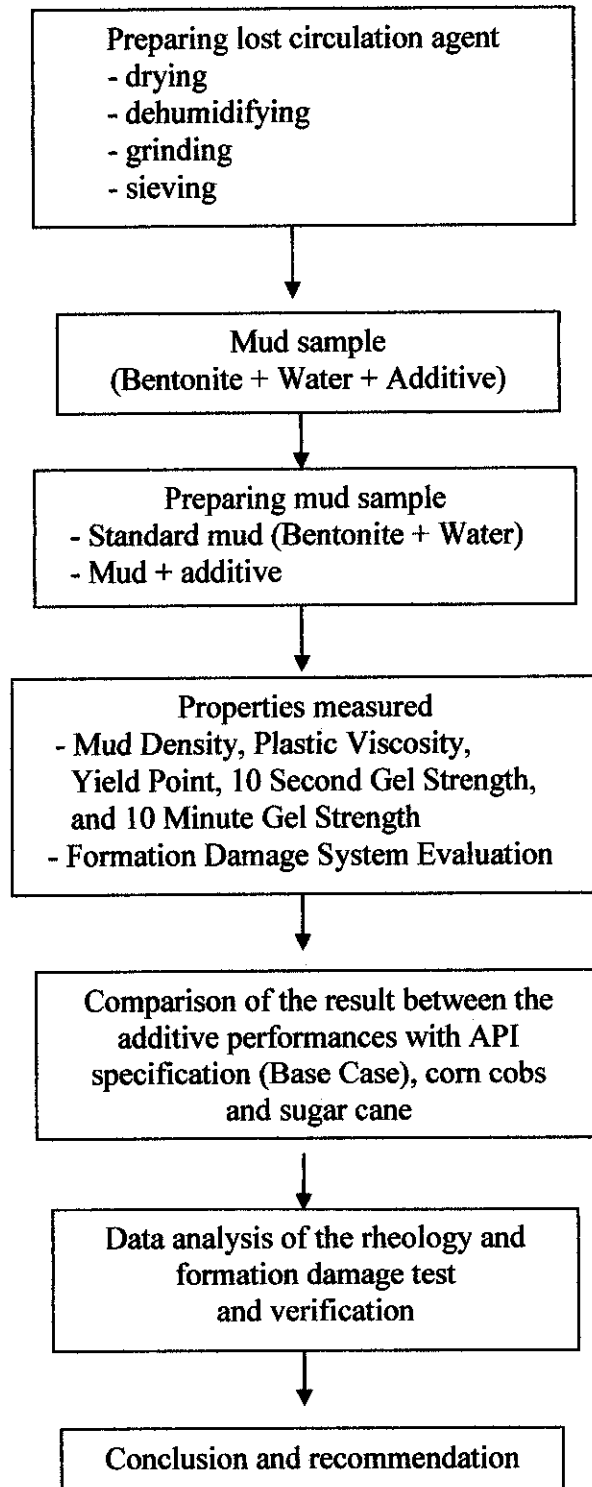 Preparing lost circulation agent
- drying
- dehumidifying
- grinding
- sieving
Mud sample
(Bentonite + Water + Additive)
Preparing mud sample
- Standard mud (Bentonite + Water)
- Mud + additive
Properties measured
- Mud Density, Plastic Viscosity,
Yield Point, 10 Second Gel Strength,
and 10 Minute Gel Strength
- Formation Damage System Evaluation
Comparison of the result between the
additive performances with API
specification (Base Case), corn cobs
and sugar cane
Data analysis of the rheology and
formation damage test
and verification
Conclusion and recommendation